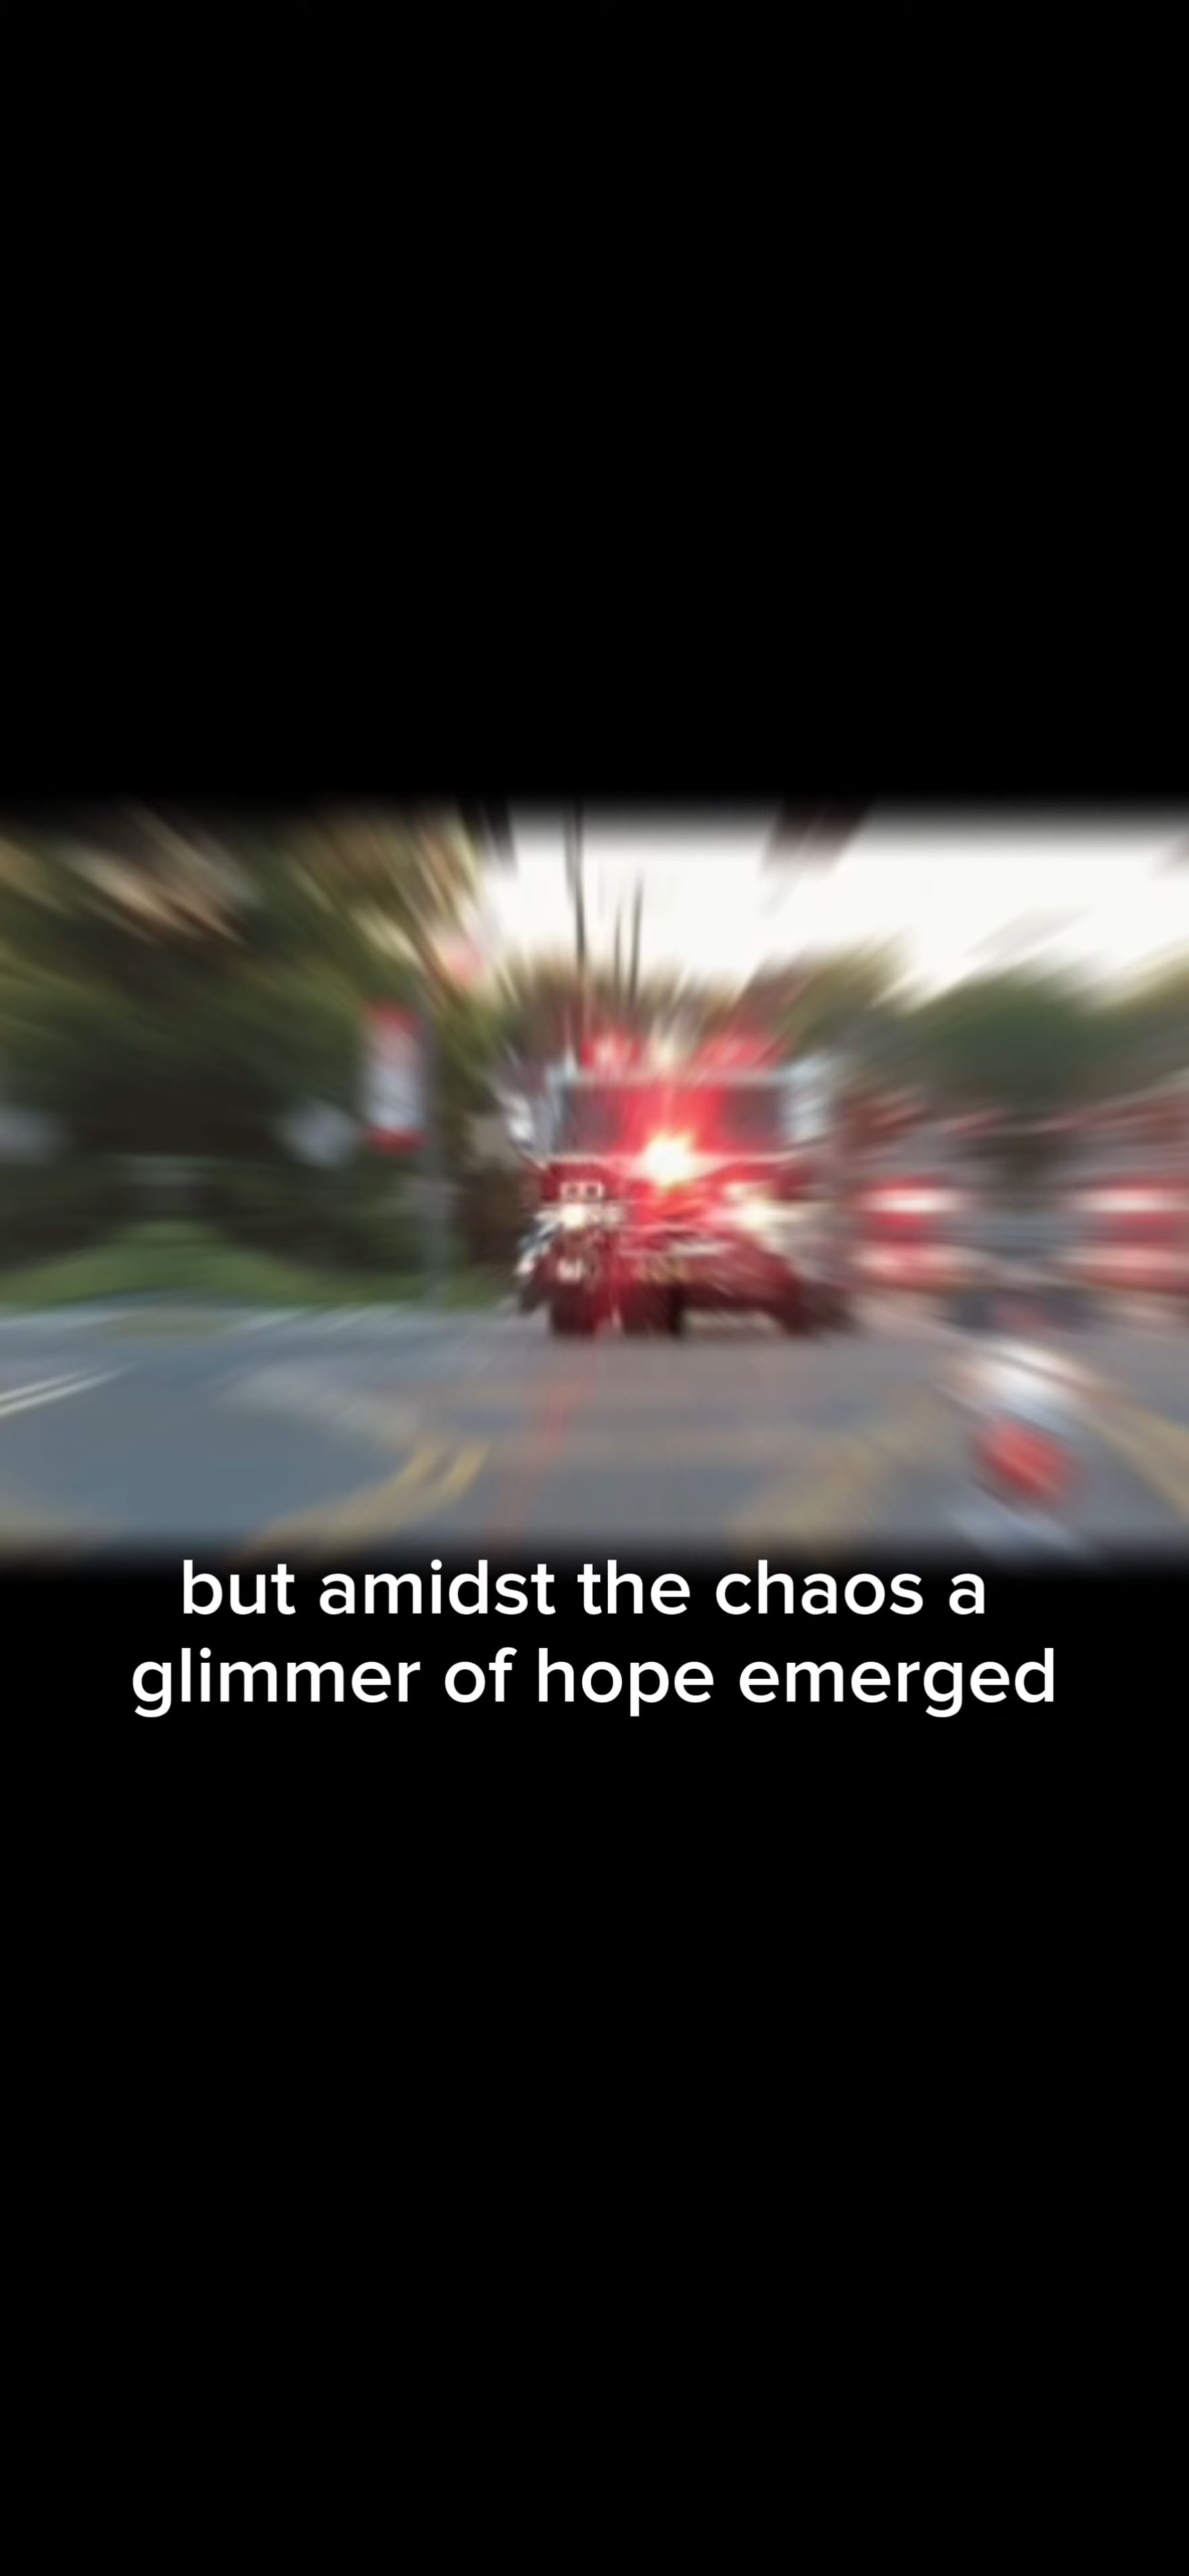 but amidst the chaos a
glimmer of hope emerged